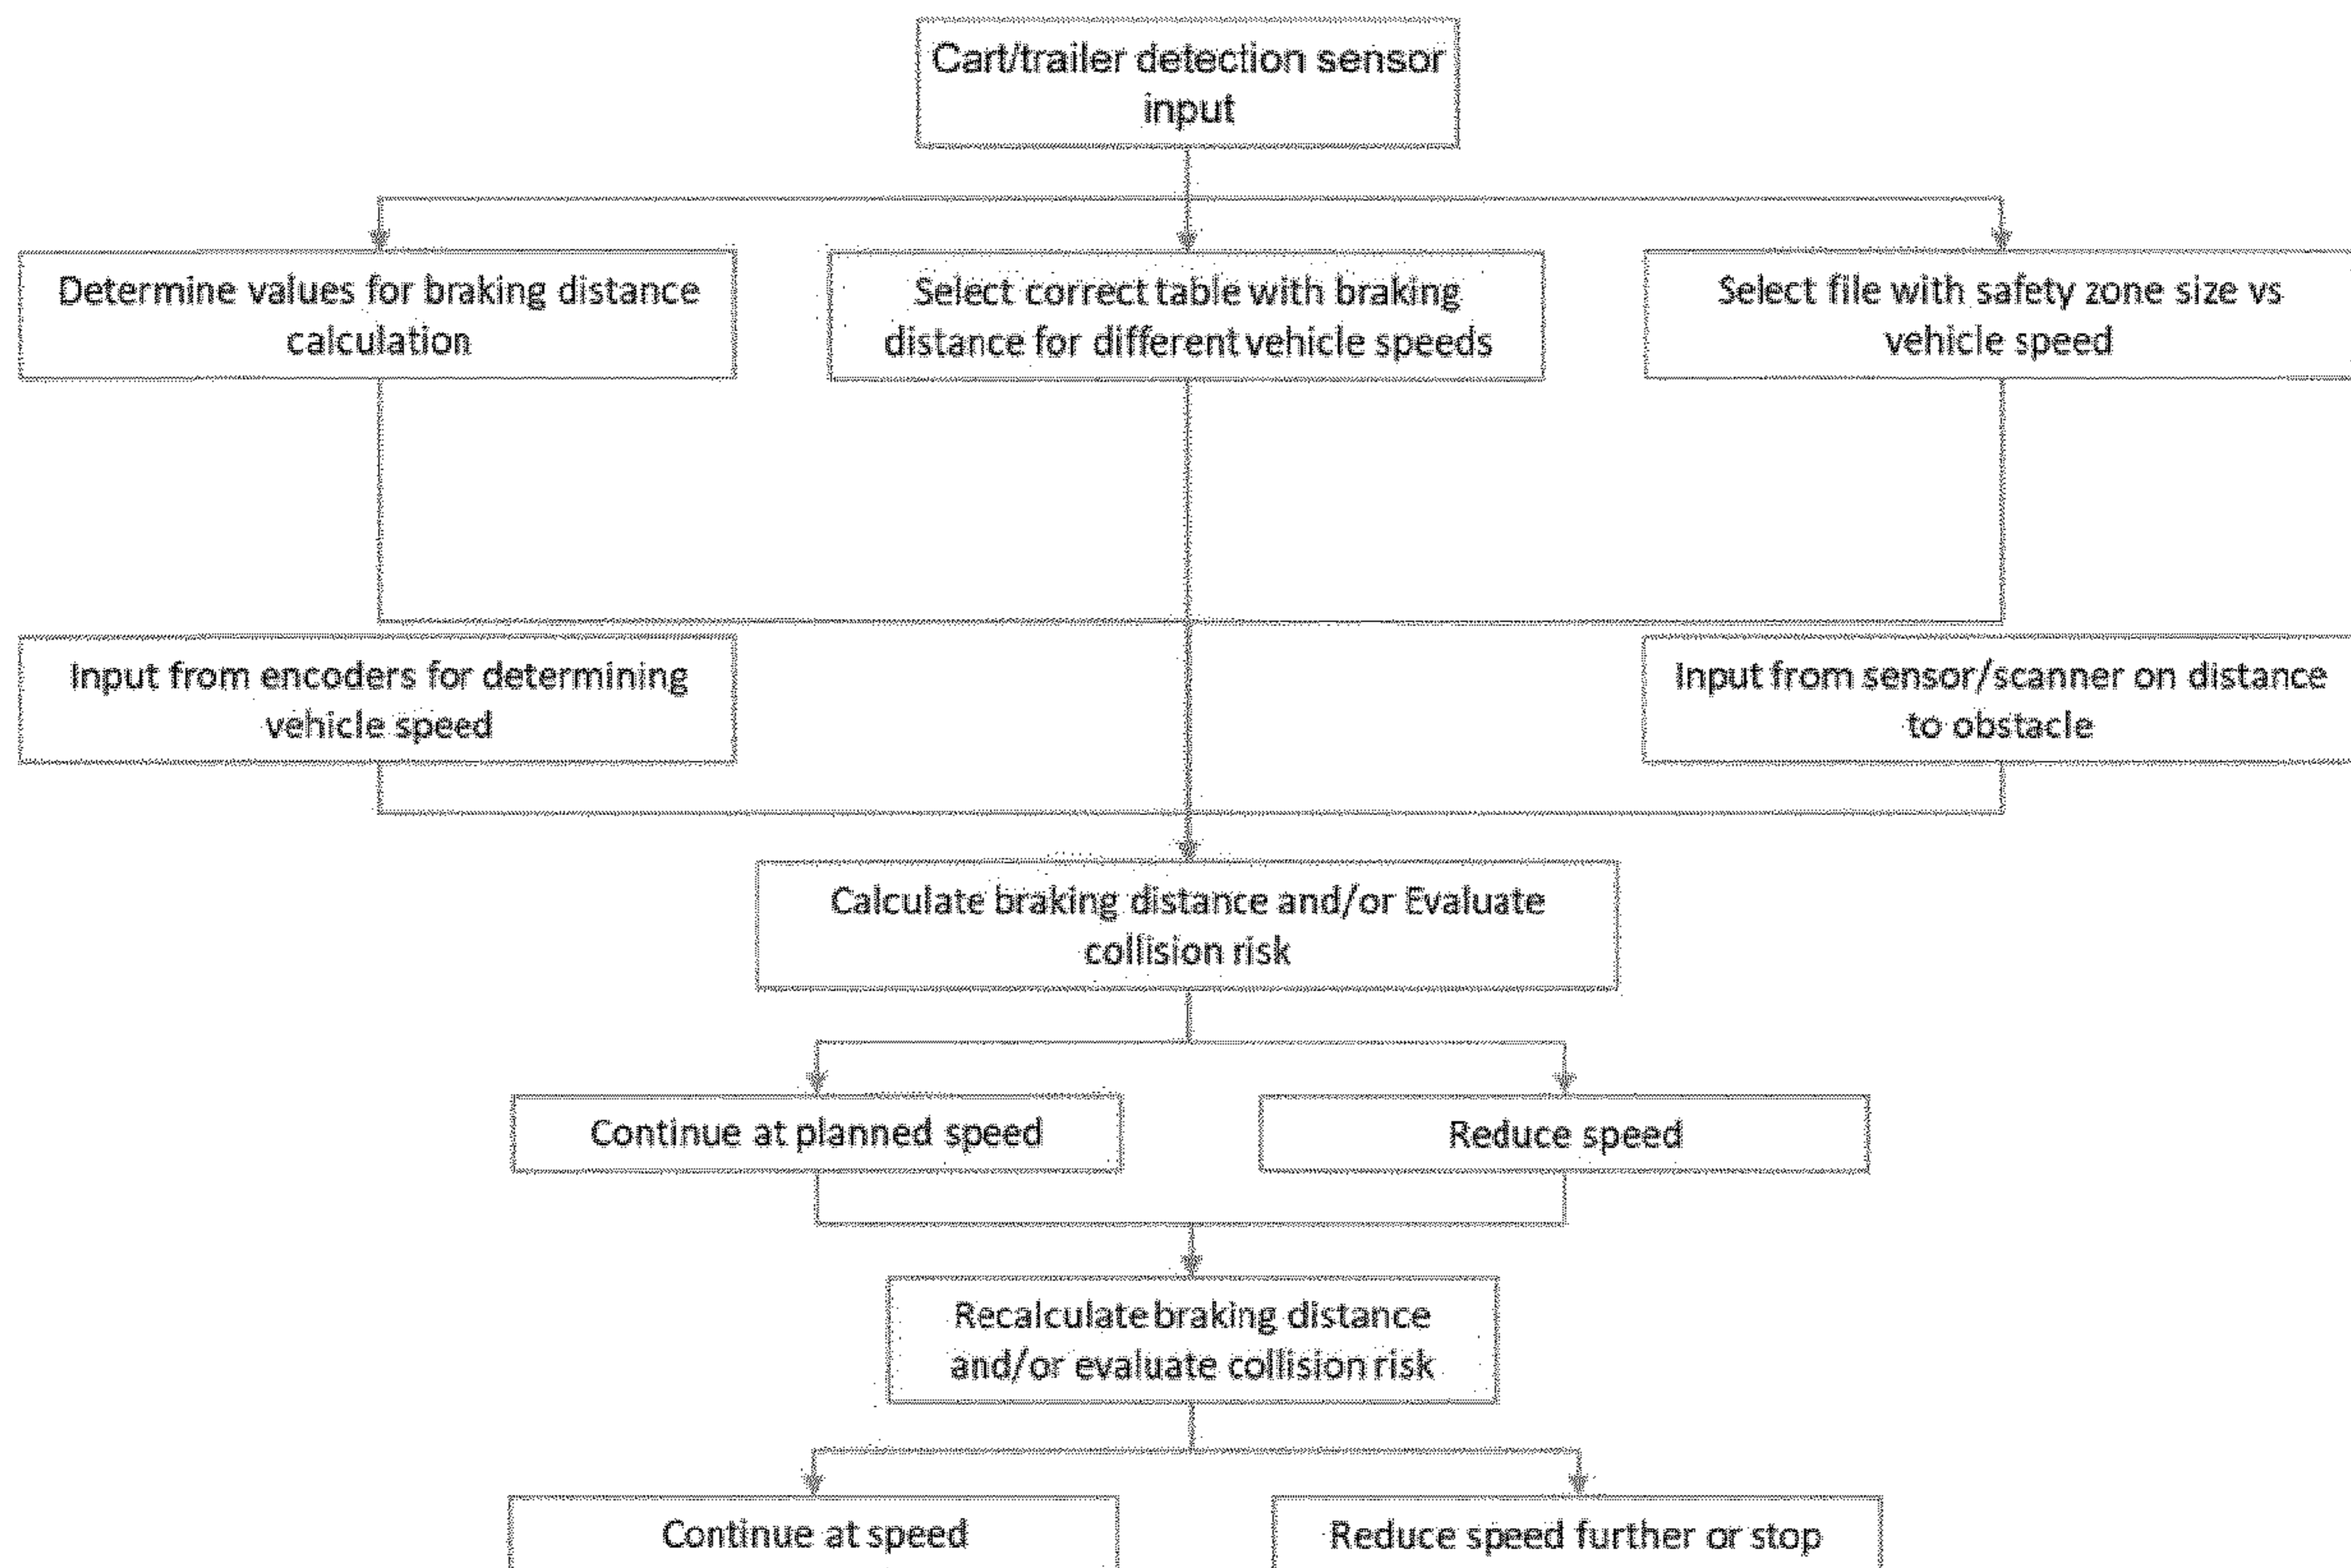 Cart/trailer detection sensor
input
Determine values for braking distance
calculation
Select correct table with braking
distance for different vehicle speeds
Select file with safety zone size vs
vehicle speed
Input from encoders for determining
vehicle speed
Input from sensor/scanner on distance
to obstacle
Calculate braking distance and/or Evaluate
collision risk
Continue at planned speed
Reduce speed
Recalculate braking distance
and/or evaluate collision risk
Continue at speed
Reduce speed further or stop